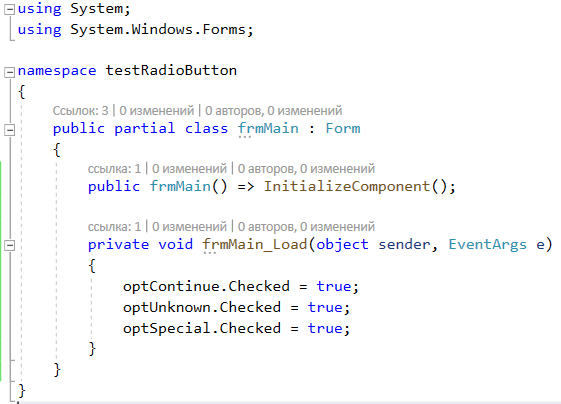 using System;
using System.Windows.Forms;
namespace testRadioButton
{
Ссылок: 3 | 0 изменений | 0 авторов, 0 изменений
public partial class frmMain : Form
{
ссылка: 1 | 0 изменений | 0 авторов, 0 изменений
public frmMain() => InitializeComponent();
ссылка: 1 | 0 изменений | 0 авторов, 0 изменений
private void frmMain_Load(object sender, EventArgs e)
{
optContinue.Checked = true;
optUnknown.Checked = true;
optSpecial.Checked = true;
}
}
}